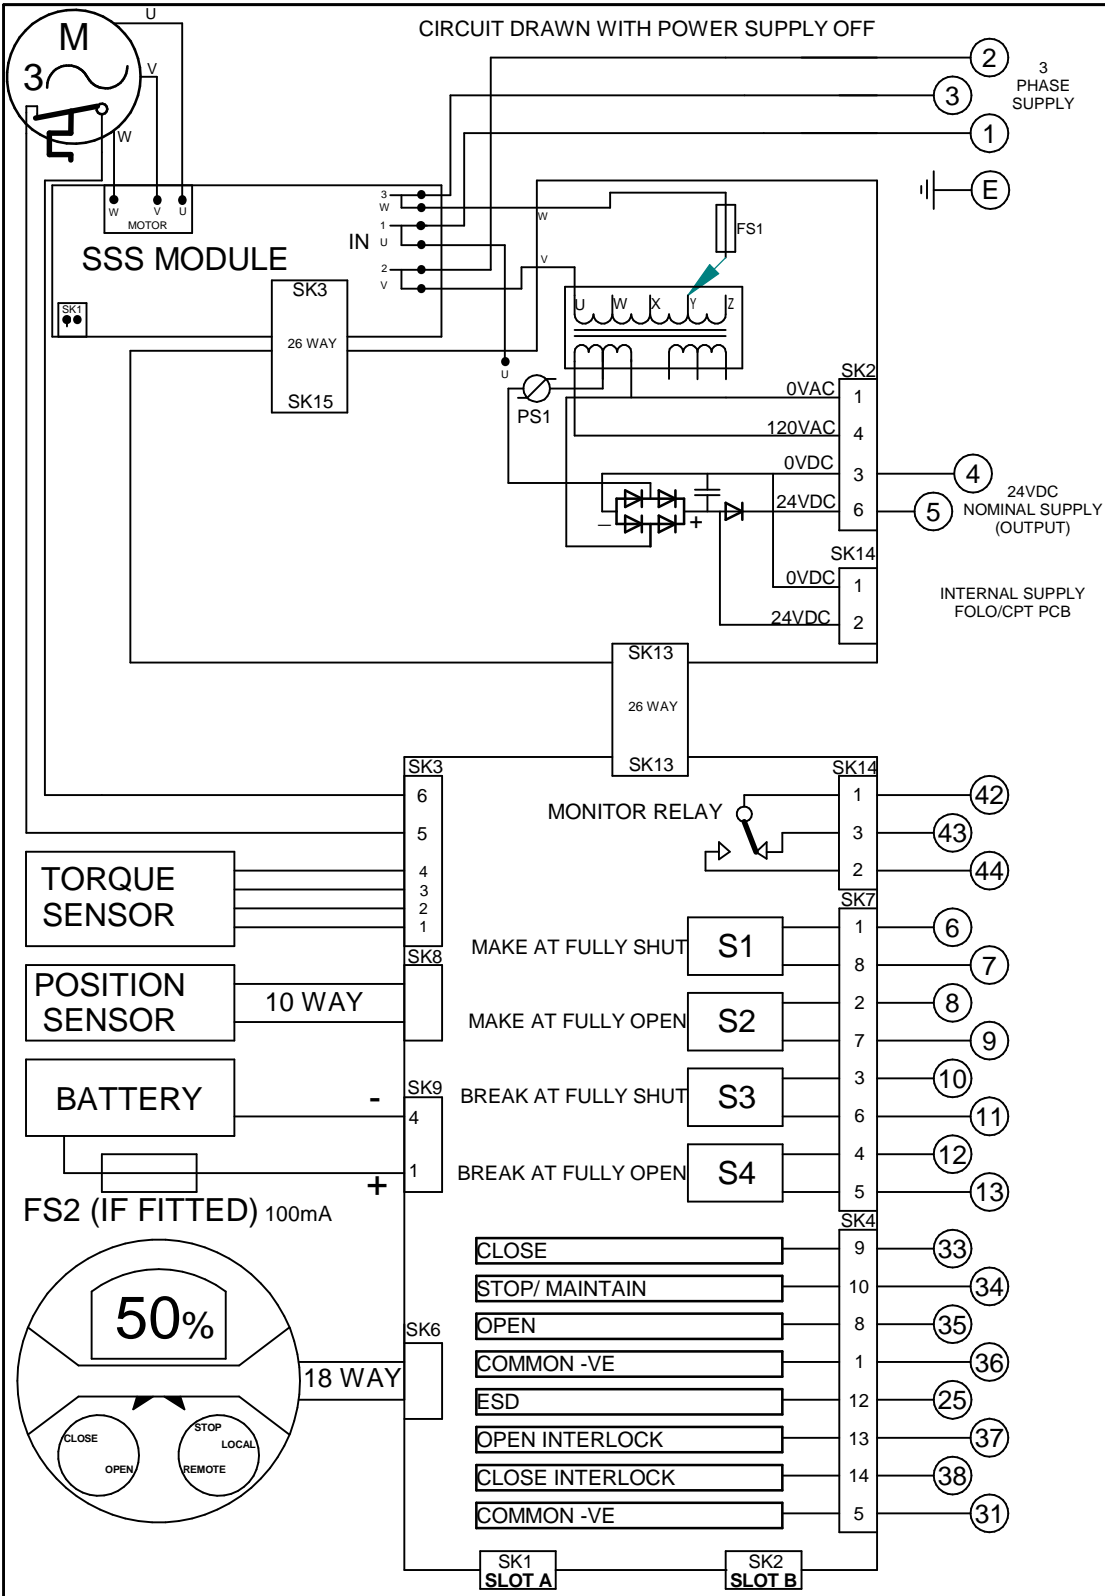 CIRCUIT DRAWN WITH POWER SUPPLY OFF
U
M
3
V
W
2
3
1
E
3
PHASE
SUPPLY
W V U
MOTOR
SSS MODULE
IN
3
W
1
U
2
V
W
V
FS1
SK1
SK3
26 WAY
SK15
U W X Y Z
U
PS1
SK2
0VAC 1
120VAC 4
0VDC 3 4
24VDC 6 5
24VDC
NOMINAL SUPPLY
(OUTPUT)
– +
SK14
0VDC 1
24VDC 2
INTERNAL SUPPLY
FOLO/CPT PCB
SK13
26 WAY
SK13
SK3
6
5
4
3
2
1
TORQUE
SENSOR
SK8
POSITION
SENSOR
10 WAY
SK9
BATTERY
-
4
1
+
FS2 (IF FITTED) 100mA
50%
CLOSE
OPEN
STOP
LOCAL
REMOTE
18 WAY
SK6
MONITOR RELAY
SK14
1 42
3 43
2 44
SK7
MAKE AT FULLY SHUT S1
1 6
8 7
MAKE AT FULLY OPEN S2
2 8
7 9
BREAK AT FULLY SHUT S3
3 10
6 11
BREAK AT FULLY OPEN S4
4 12
5 13
SK4
CLOSE 9 33
STOP/ MAINTAIN 10 34
OPEN 8 35
COMMON -VE 1 36
ESD 12 25
OPEN INTERLOCK 13 37
CLOSE INTERLOCK 14 38
COMMON -VE 5 31
SK1
SLOT A
SK2
SLOT B